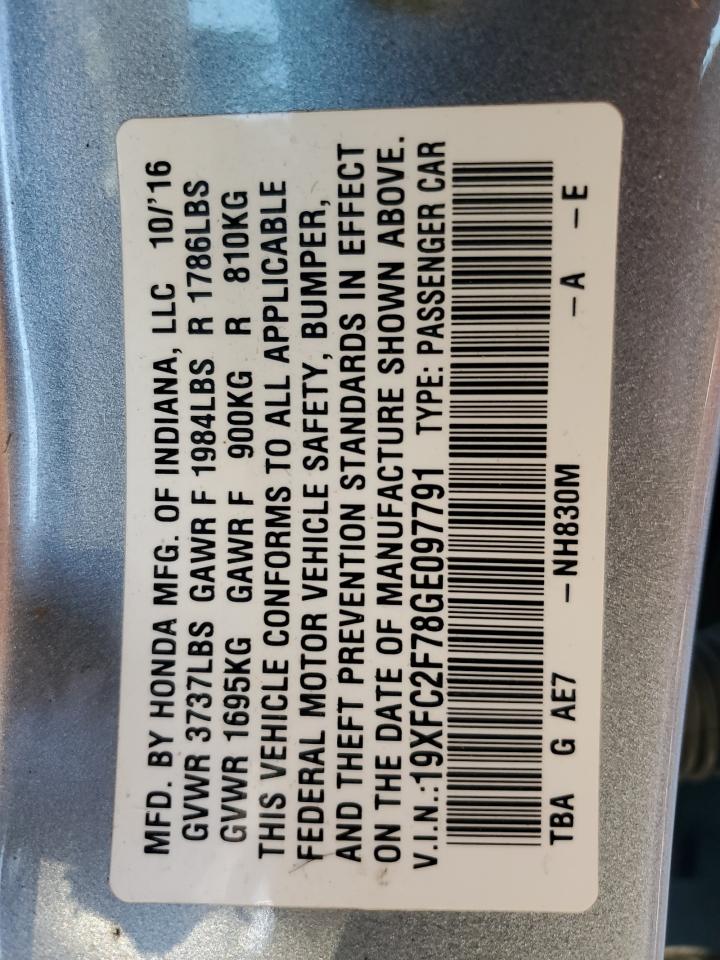 MFD. BY HONDA MFG. OF INDIANA, LLC 10/'16
GVWR 3737LBS GAWR F 1984LBS R 1786LBS
GVWR 1695KG GAWR F 900KG R 810KG
THIS VEHICLE CONFORMS TO ALL APPLICABLE
FEDERAL MOTOR VEHICLE SAFETY, BUMPER,
AND THEFT PREVENTION STANDARDS IN EFFECT
ON THE DATE OF MANUFACTURE SHOWN ABOVE.
V.I.N.:19XFC2F78GE097791 TYPE: PASSENGER CAR
TBA G AE7 –NH830M –A –E